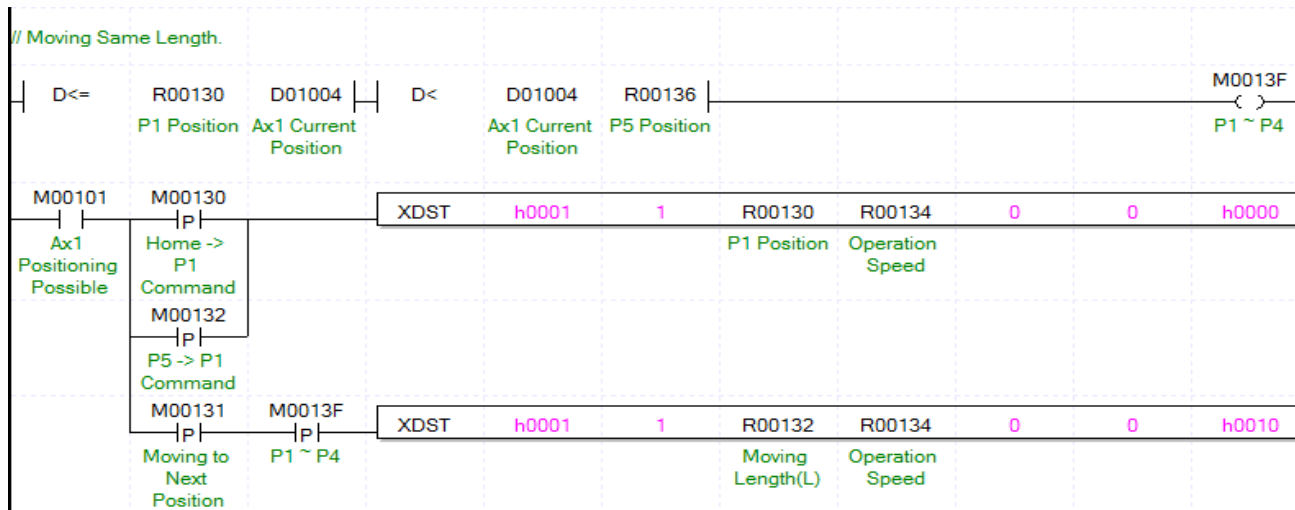 // Moving Same Length.
D<= R00130 D01004 D< D01004 R00136 M0013F
P1 Position Ax1 Current Position Ax1 Current Position P5 Position P1 ~ P4
M00101 M00130
P XDST h0001 1 R00130 R00134 0 0 h0000
Ax1 Positioning Possible Home -> P1 Command P1 Position Operation Speed
M00132
P
P5 -> P1 Command
M00131 M0013F
P P XDST h0001 1 R00132 R00134 0 0 h0010
Moving to Next Position P1 ~ P4 Moving Length(L) Operation Speed